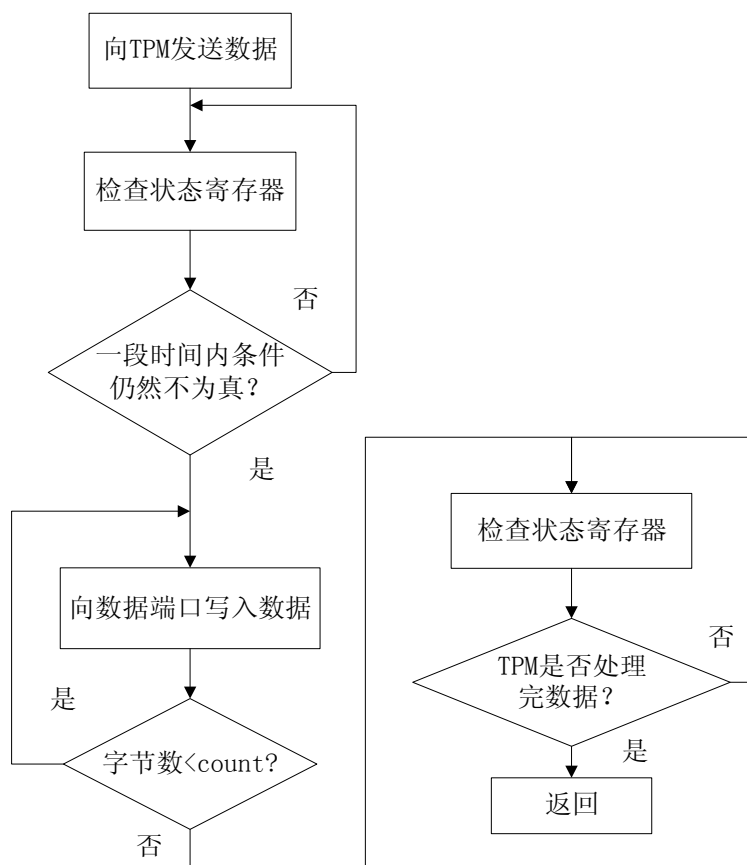 向TPM发送数据
检查状态寄存器
否
一段时间内条件
仍然不为真?
是
向数据端口写入数据
是
字节数<count?
否
检查状态寄存器
否
TPM是否处理
完数据?
是
返回